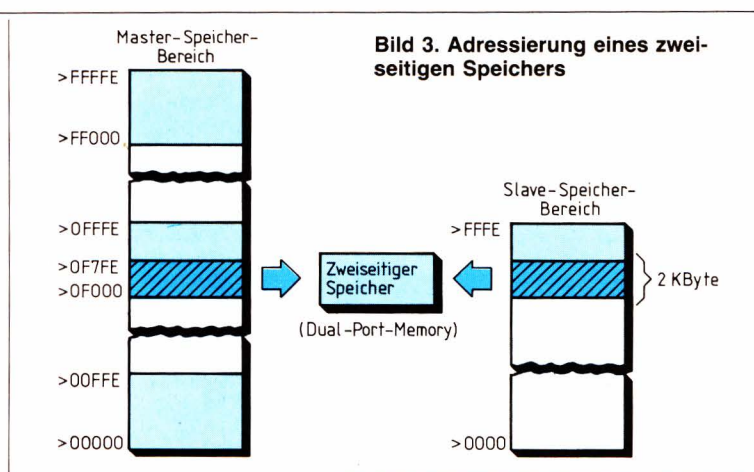 Master-Speicher-
Bereich
Bild 3. Adressierung eines zwei-
seitigen Speichers
>FFFFE
>FF000
>0FFFE
>0F7FE
>0F000
>00FFE
>00000
Zweiseitiger
Speicher
(Dual-Port-Memory)
Slave-Speicher-
Bereich
>FFFE
2 KByte
>0000